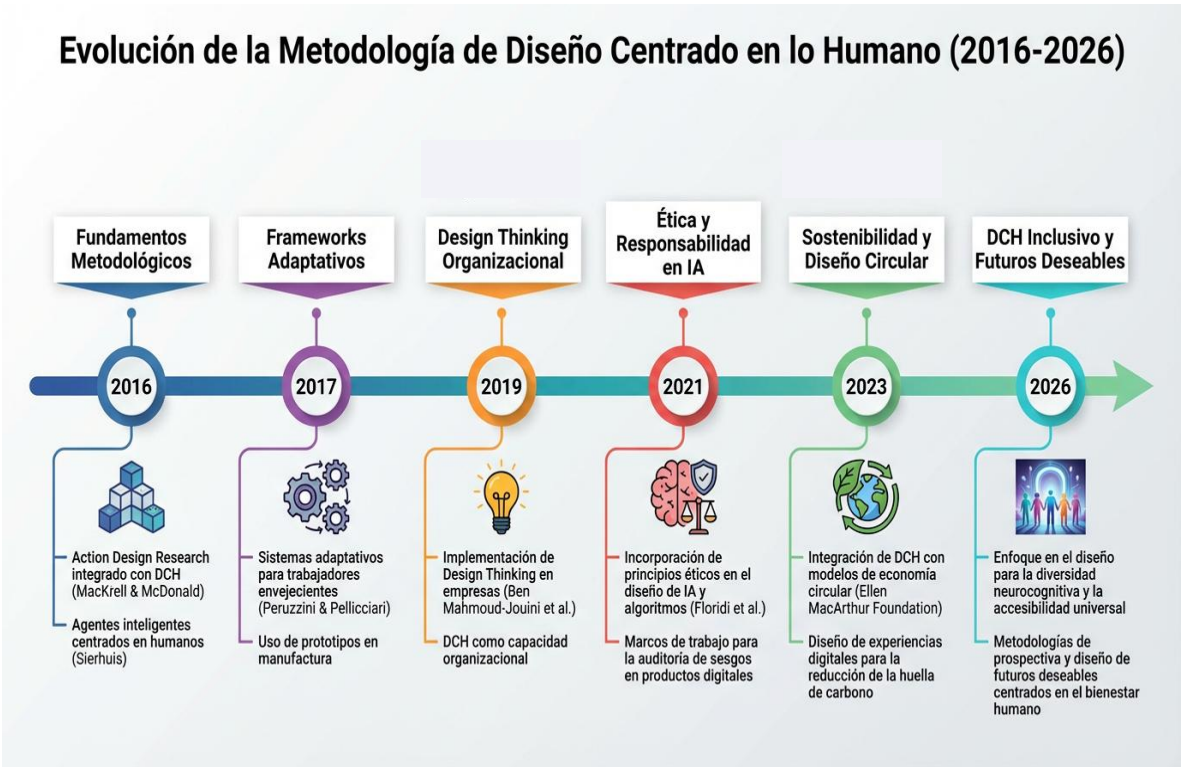 Evolución de la Metodología de Diseño Centrado en lo Humano (2016-2026)
Fundamentos
Metodológicos
Frameworks
Adaptativos
Design Thinking
Organizacional
Ética y
Responsabilidad
en IA
Sostenibilidad y
Diseño Circular
DCH Inclusivo y
Futuros Deseables
2016
2017
2019
2021
2023
2026
Action Design Research
integrado con DCH
(MacKrell & McDonald)
Agentes inteligentes
centrados en humanos
(Sierhuis)
Sistemas adaptativos
para trabajadores
envejecientes
(Peruzzini & Pellicciari)
Uso de prototipos en
manufactura
Implementación de
Design Thinking en
empresas (Ben
Mahmoud-Jouini et al.)
DCH como capacidad
organizacional
Incorporación de
principios éticos en el
diseño de IA y
algoritmos (Floridi et al.)
Marcos de trabajo para
la auditoría de sesgos
en productos digitales
Integración de DCH con
modelos de economía
circular (Ellen
MacArthur Foundation)
Diseño de experiencias
digitales para la
reducción de la huella
de carbono
Enfoque en el diseño
para la diversidad
neurocognitiva y la
accesibilidad universal
Metodologías de
prospectiva y diseño de
futuros deseables
centrados en el bienestar
humano